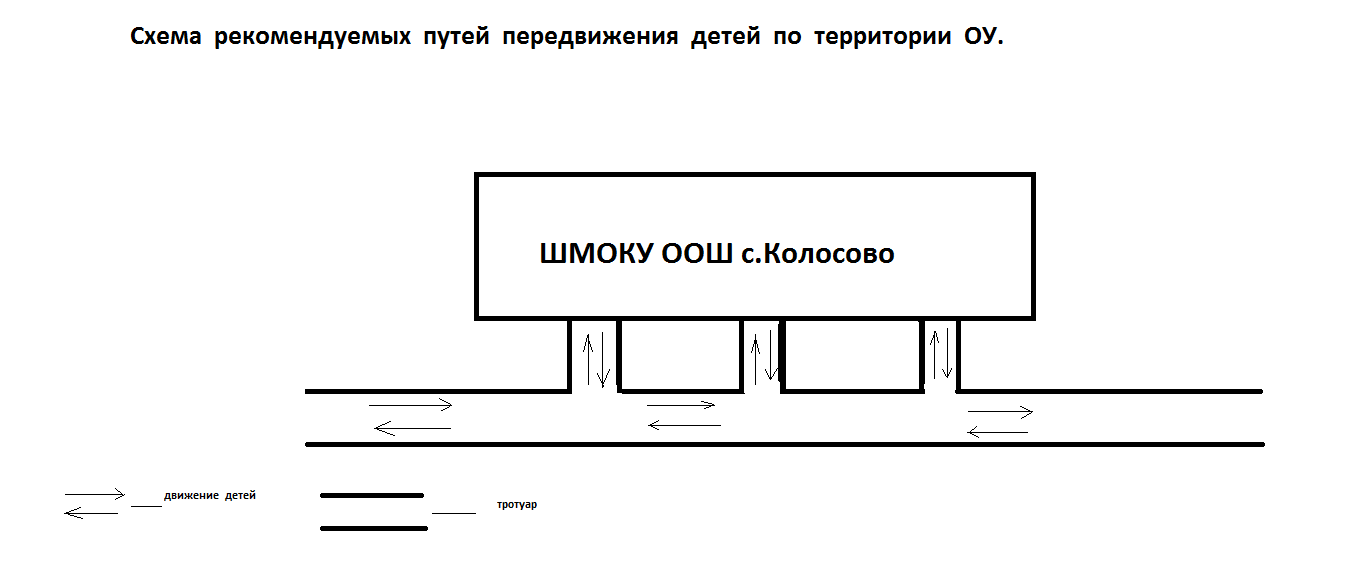 Схема рекомендуемых путей передвижения детей по территории ОУ.
ШМОКУ ООШ с.Колосово
движение детей
тротуар